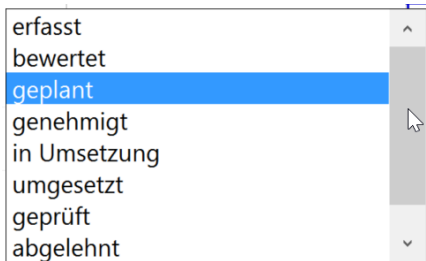 erfasst
bewertet
geplant
genehmigt
in Umsetzung
umgesetzt
geprüft
abgelehnt